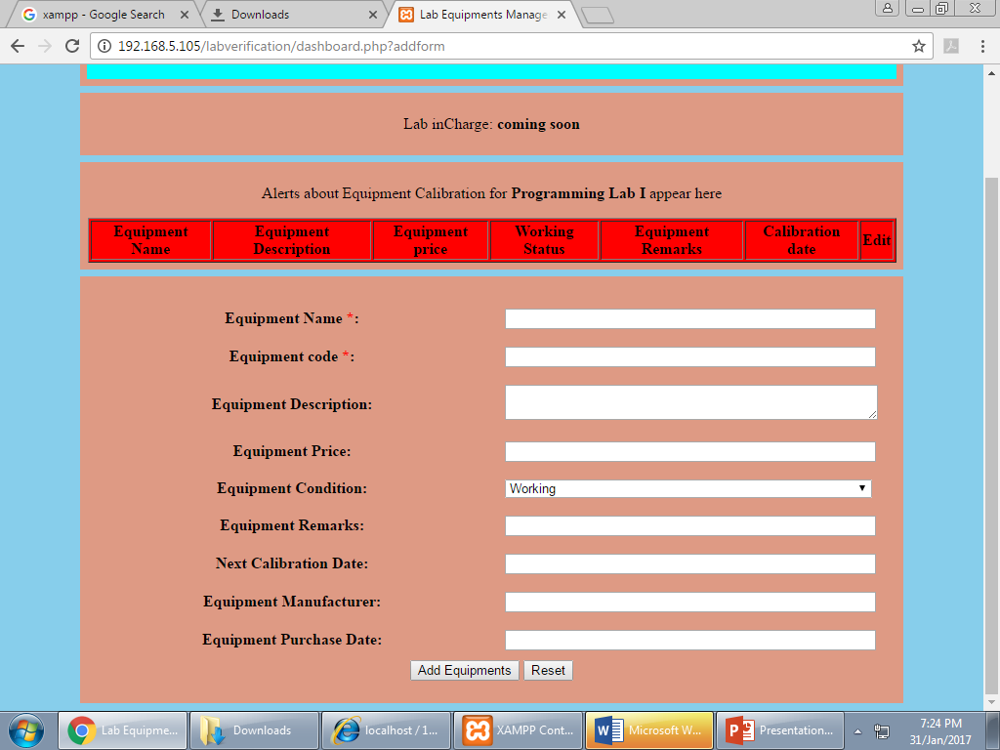 xampp - Google Search
Downloads
Lab Equipments Manage
192.168.5.105/labverification/dashboard.php?addform
Lab inCharge: coming soon
Alerts about Equipment Calibration for Programming Lab I appear here
Equipment Name
Equipment Description
Equipment price
Working Status
Equipment Remarks
Calibration date
Edit
Equipment Name *:
Equipment code *:
Equipment Description:
Equipment Price:
Equipment Condition:
Working
Equipment Remarks:
Next Calibration Date:
Equipment Manufacturer:
Equipment Purchase Date:
Add Equipments
Reset
Lab Equipme...
Downloads
localhost / 1...
XAMPP Cont...
Microsoft W...
Presentation...
7:24 PM
31/Jan/2017